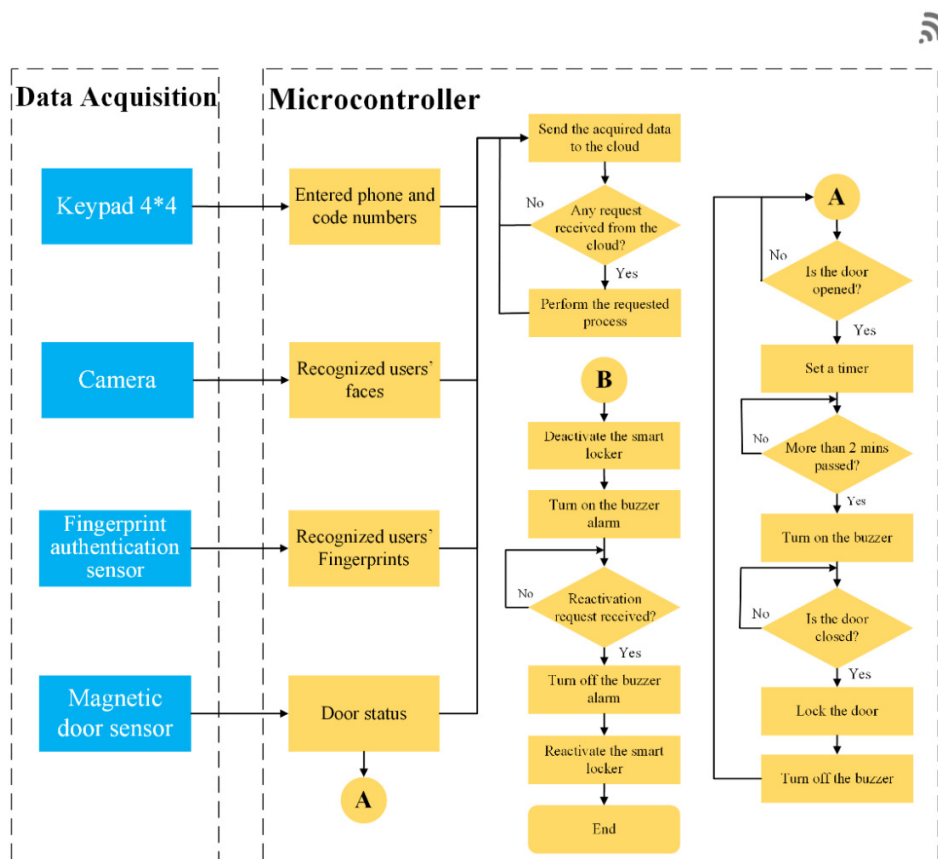 Data Acquisition
Keypad 4*4
Camera
Fingerprint
authentication
sensor
Magnetic
door sensor
Microcontroller
Entered phone and
code numbers
Recognized users'
faces
Recognized users'
Fingerprints
Door status
A
Send the acquired data
to the cloud
No
Any request
received from the
cloud?
Yes
Perform the requested
process
B
Deactivate the smart
locker
Turn on the buzzer
alarm
No
Reactivation
request received?
Yes
Turn off the buzzer
alarm
Reactivate the smart
locker
End
A
No
Is the door
opened?
Yes
Set a timer
No
More than 2 mins
passed?
Yes
Turn on the buzzer
No
Is the door
closed?
Yes
Lock the door
Turn off the buzzer